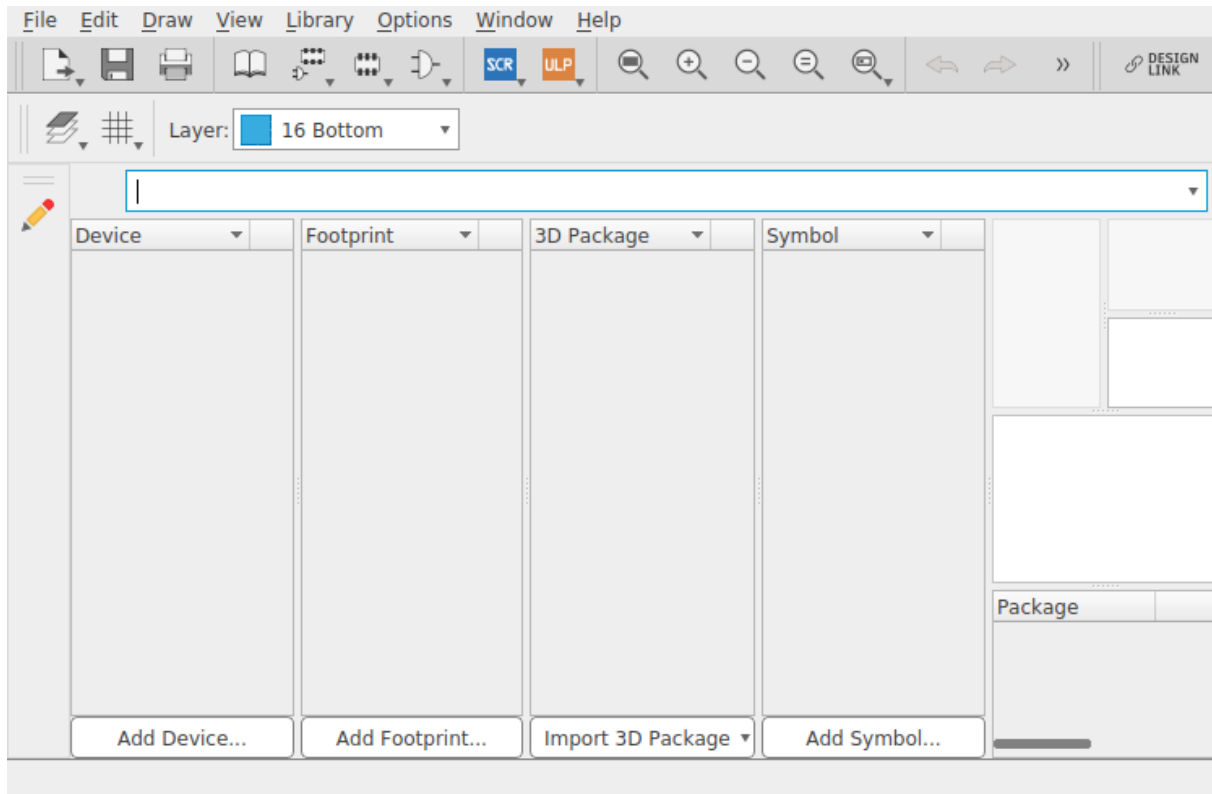 File Edit Draw View Library Options Window Help
SCR ULP DESIGN
LINK
Layer: 16 Bottom
Device Footprint 3D Package Symbol
Package
Add Device... Add Footprint... Import 3D Package Add Symbol...